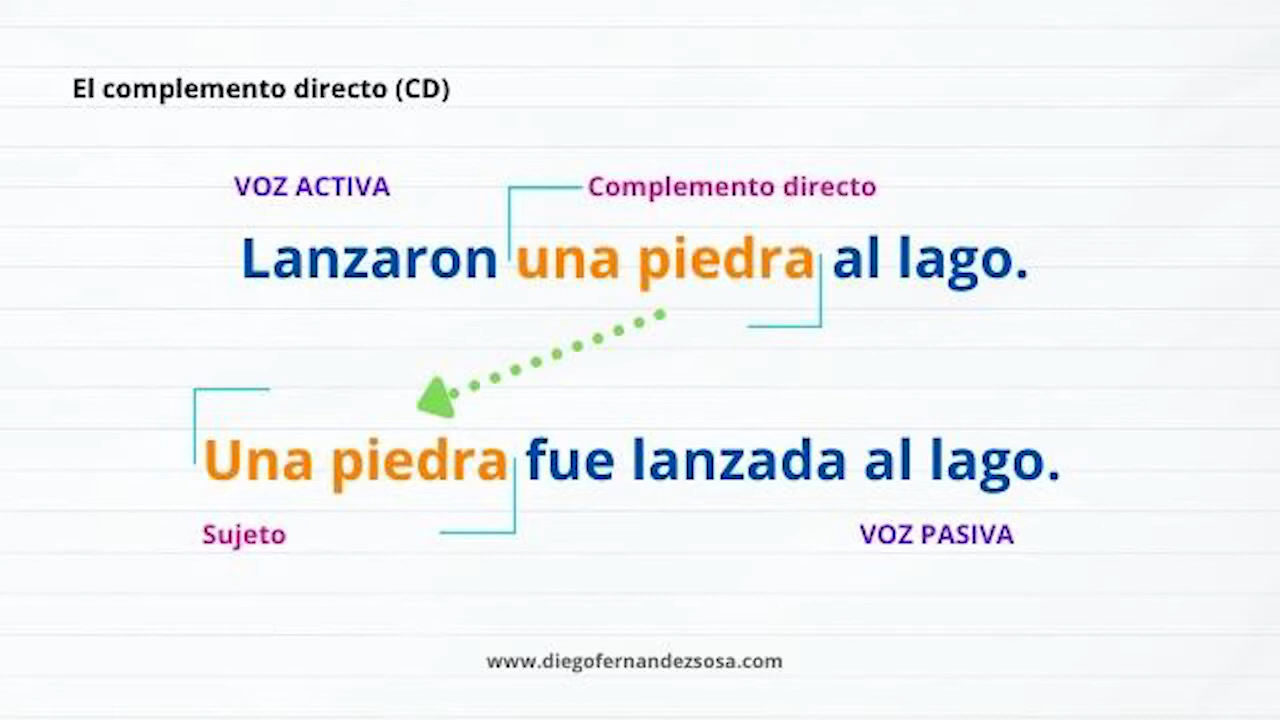 El complemento directo (CD)
VOZ ACTIVA
Complemento directo
Lanzaron una piedra al lago.
Una piedra fue lanzada al lago.
Sujeto
VOZ PASIVA
www.diegofernandezsosa.com